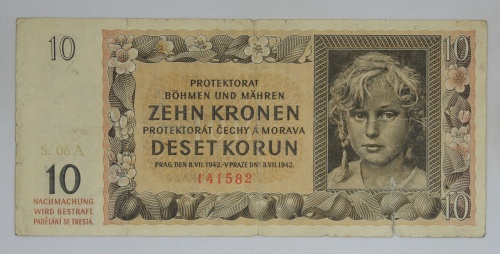 10
10
PROTEKTORAT
BÖHMEN UND MÄHREN
ZEHN KRONEN
PROTEKTORÁT ČECHY A MORAVA
DESET KORUN
PRAG, DEN 8. VII. 1942. - V PRAZE DNE 8. VII. 1942.
S. 06 A
141582
10
NACHMACHUNG
WIRD BESTRAFT.
PADĚLÁNÍ SE TRESTÁ.
10